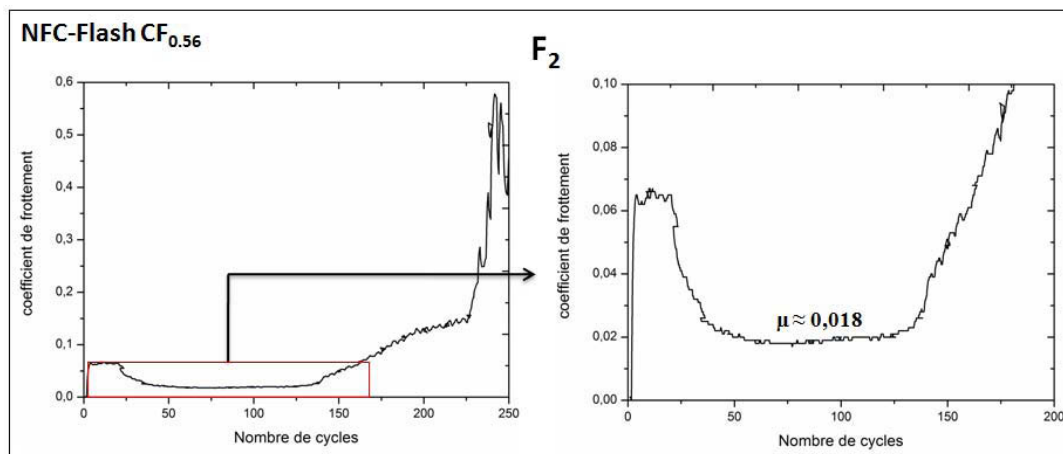 NFC-Flash CF0.56
F2
0,6
0,5
0,4
0,3
0,2
0,1
0,0
coefficient de frottement
0 50 100 150 200 250
Nombre de cycles
0,10
0,08
0,06
0,04
0,02
0,00
coefficient de frottement
μ ≈ 0,018
0 50 100 150 200
Nombre de cycles